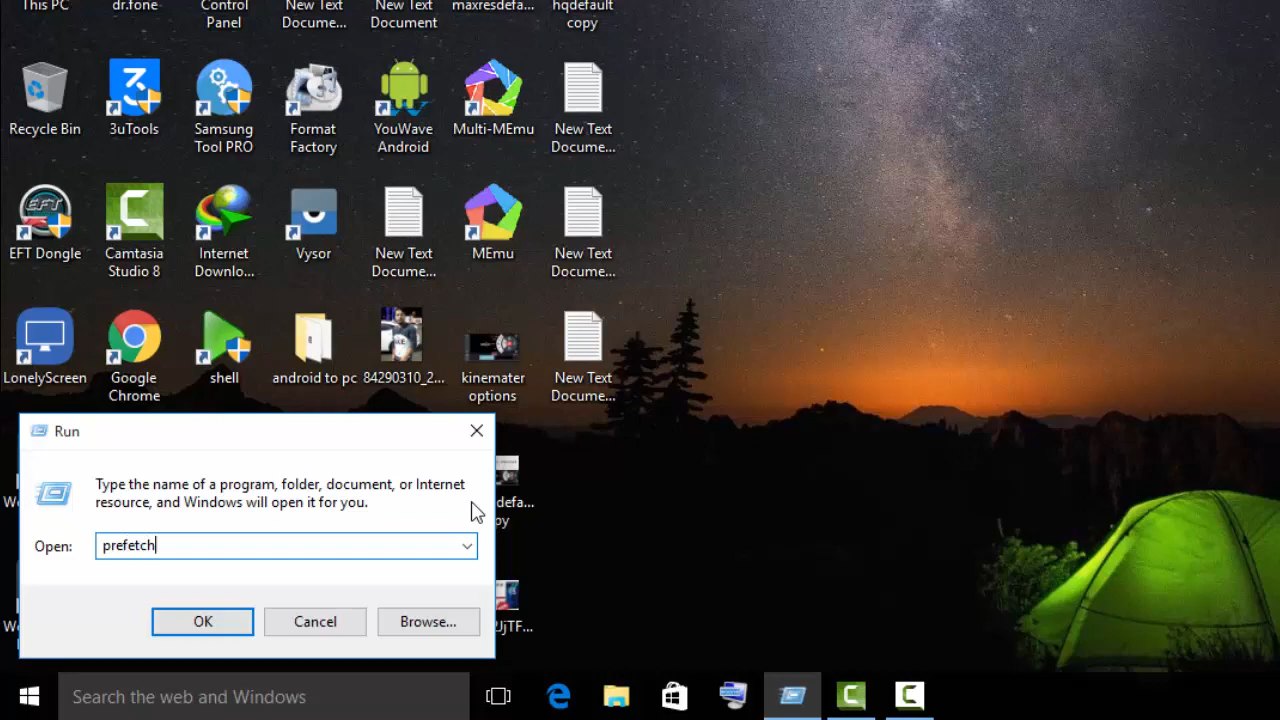 This PC
dr.fone
Control
Panel
New Text
Docume...
New Text
Document
maxresdefa...
hqdefault
copy
Recycle Bin
3uTools
Samsung
Tool PRO
Format
Factory
YouWave
Android
Multi-MEmu
New Text
Docume...
EFT
EFT Dongle
Camtasia
Studio 8
Internet
Downlo...
Vysor
New Text
Docume...
MEmu
New Text
Docume...
LonelyScreen
Google
Chrome
shell
android to pc
84290310_2...
kinemater
options
New Text
Docume...
Run
Type the name of a program, folder, document, or Internet
resource, and Windows will open it for you.
Open:
prefetch
OK
Cancel
Browse...
Search the web and Windows